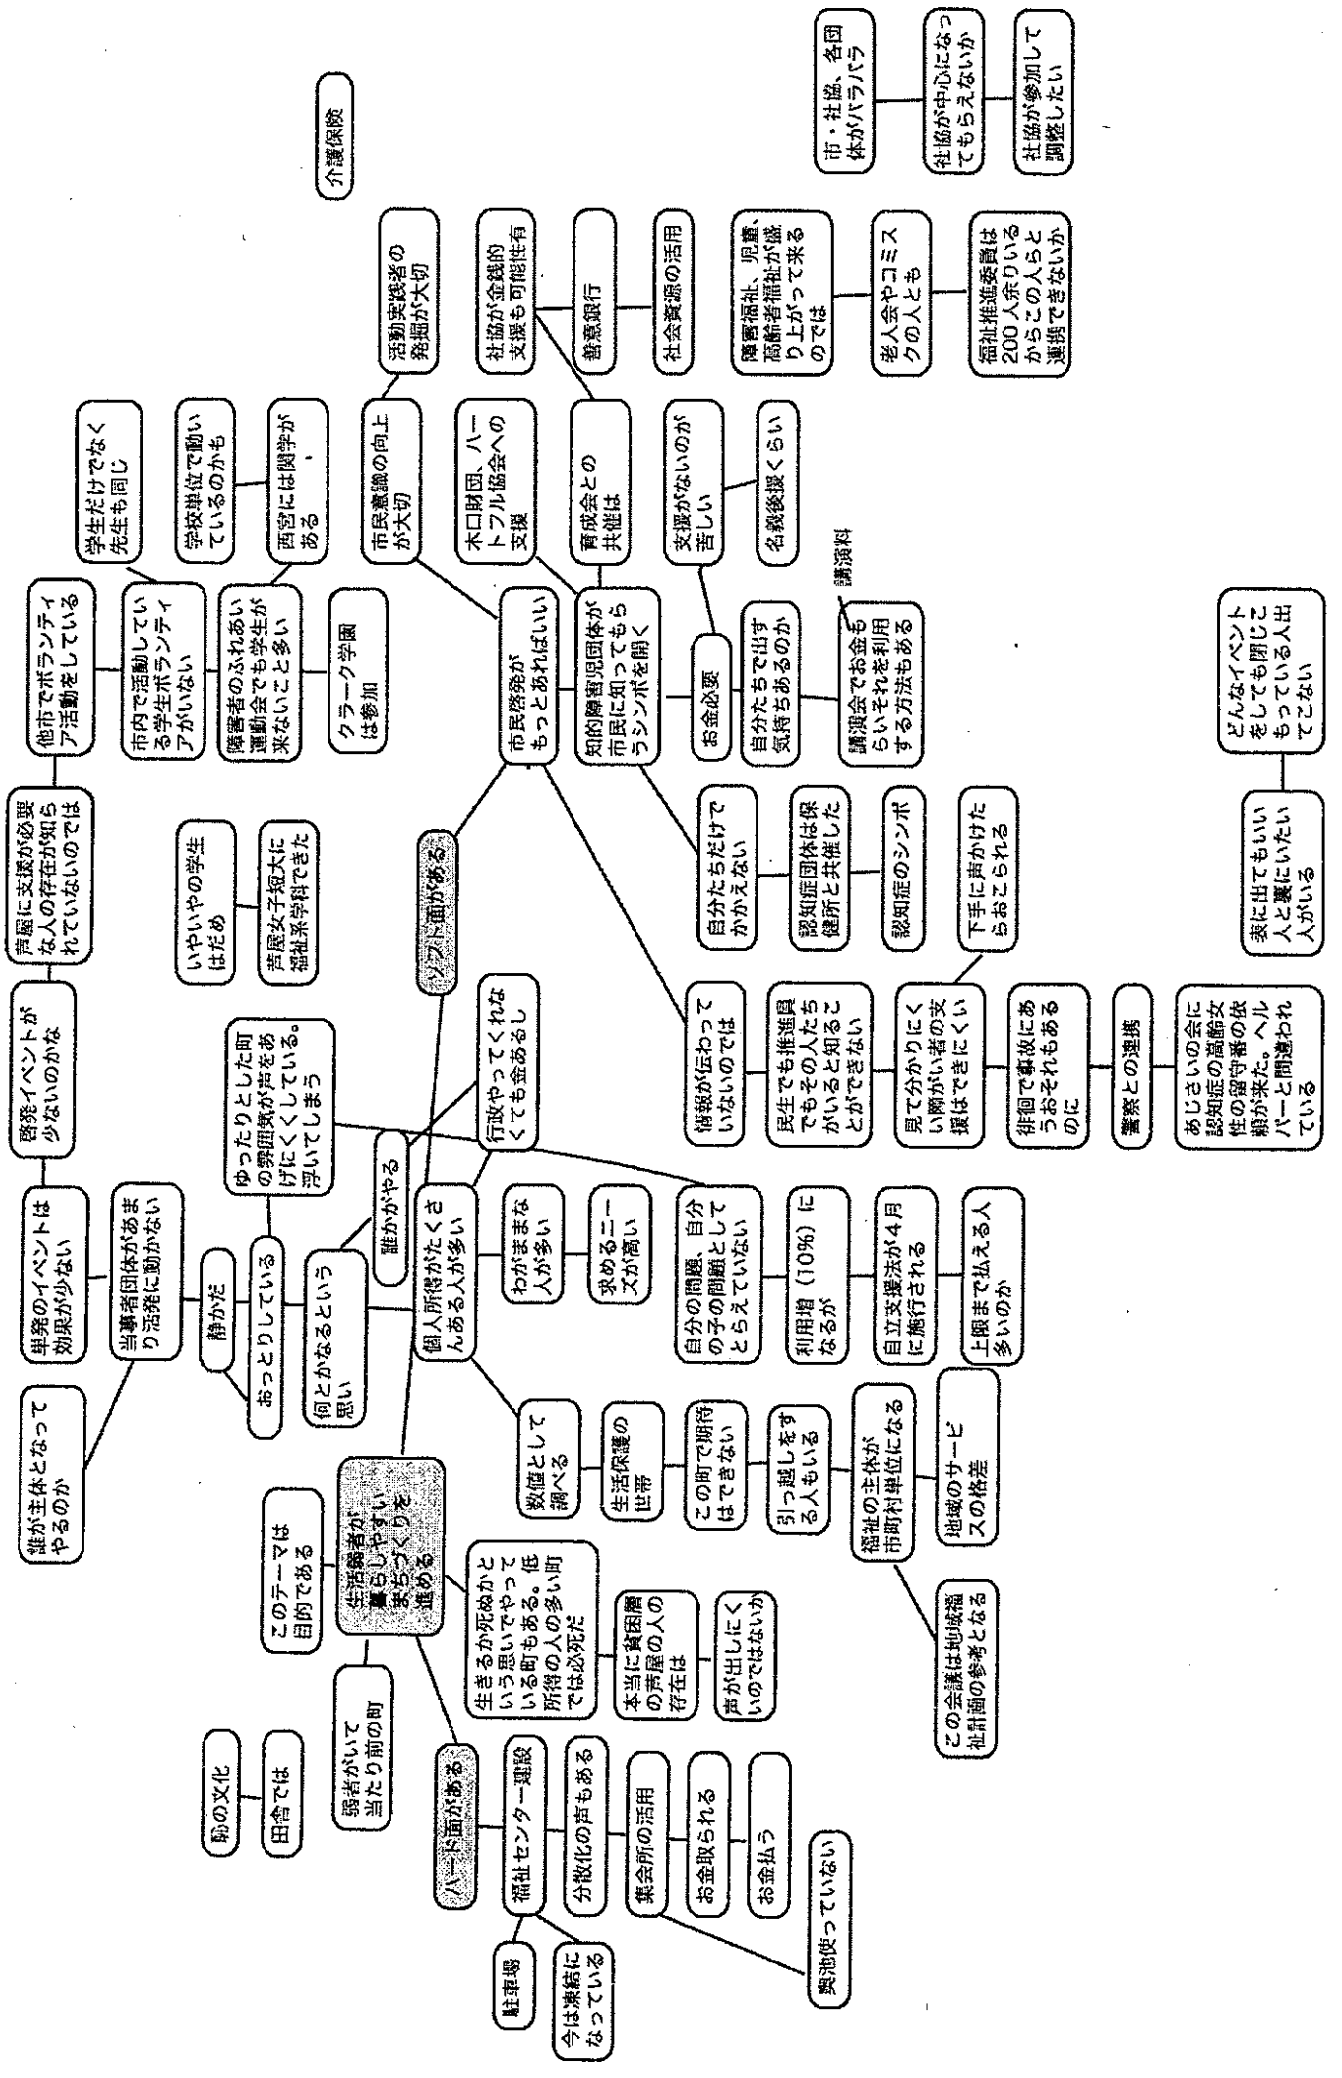 恥の文化
田舎では
弱者がいて
当たり前の町
ハード面がある
駐車場
今は凍結に
なっている
福祉センター建設
分散化の声もある
集会所の活用
お金取られる
お金払う
奥池使っていない
誰が主体となって
やるのか
このテーマは
目的である
生活弱者が
暮らしやすい
まちづくりを
進める
生きるか死ぬかと
いう思いでやって
いる町もある。低
所得の人の多い町
では必死だ
本当に貧困層
の芦屋の人の
存在は
声が出しにく
いのではないか
数値として
調べる
生活保護の
世帯
この町で期待
はできない
引っ越しをす
る人もいる
福祉の主体が
市町村単位になる
地域のサービ
スの格差
この会議は地域福
祉計画の参考となる
単発のイベントは
効果が少ない
当事者団体があま
り活発に動かない
静かだ
おっとりしている
何とかなるという
思い
誰かがやる
個人所得がたくさ
んある人が多い
わがままな
人が多い
求めるニー
ズが高い
自分の問題、自分
の子の問題として
とらえていない
利用増（10%）に
なるが
自立支援法が4月
に施行される
上限まで払える人
多いのか
啓発イベントが
少ないのかな
ゆったりとした町
の雰囲気が声をあ
げにくくしている。
浮いてしまう
行政やってくれな
くても金あるし
情報が伝わって
いないのでは
民生でも推進員
でもその人たち
がいると知るこ
とができない
見て分かりにく
い障がい者の支
援はできにくい
徘徊で事故にあ
うおそれもある
のに
警察との連携
あじさいの会に
認知症の高齢女
性の留守番の依
頼が来た。ヘル
パーと間違われ
ている
芦屋に支援が必要
な人の存在が知ら
れていないのでは
いやいやの学生
はだめ
芦屋女子短大に
福祉系学科できた
ソフト面がある
自分たちだけで
かかえない
認知症団体は保
健所と共催した
認知症のシンポ
下手に声かけた
らおこられる
表に出てもいい
人と裏にいたい
人がいる
他市でボランティ
ア活動をしている
市内で活動してい
る学生ボランティ
アがいない
障害者のふれあい
運動会でも学生が
来ないこと多い
クラーク学園
は参加
市民啓発が
もっとあればいい
知的障害児団体が
市民に知ってもら
うシンポを開く
お金必要
自分たちで出す
気持ちあるのか
講演会でお金も
らいそれを利用
する方法もある
講演料
どんなイベント
をしても閉じこ
もっている人出
てこない
学生だけでなく
先生も同じ
学校単位で動い
ているのかも
西宮には関学が
ある
市民意識の向上
が大切
木口財団、ハー
トフル協会への
支援
育成会との
共催は
支援がないのが
苦しい
名義後援くらい
活動実践者の
発掘が大切
社協が金銭的
支援も可能性有
善意銀行
社会資源の活用
障害福祉、児童、
高齢者福祉が盛
り上がって来る
のでは
老人会やコミス
クの人とも
福祉推進委員は
200人余りいる
からこの人らと
連携できないか
介護保険
市・社協、各団
体がバラバラ
社協が中心になっ
てもらえないか
社協が参加して
調整したい